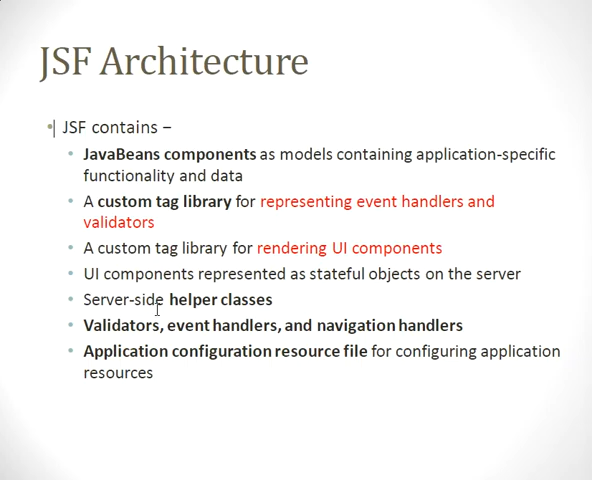 JSF Architecture
• JSF contains –
• JavaBeans components as models containing application-specific
functionality and data
• A custom tag library for representing event handlers and
validators
• A custom tag library for rendering UI components
• UI components represented as stateful objects on the server
• Server-side helper classes
• Validators, event handlers, and navigation handlers
• Application configuration resource file for configuring application
resources